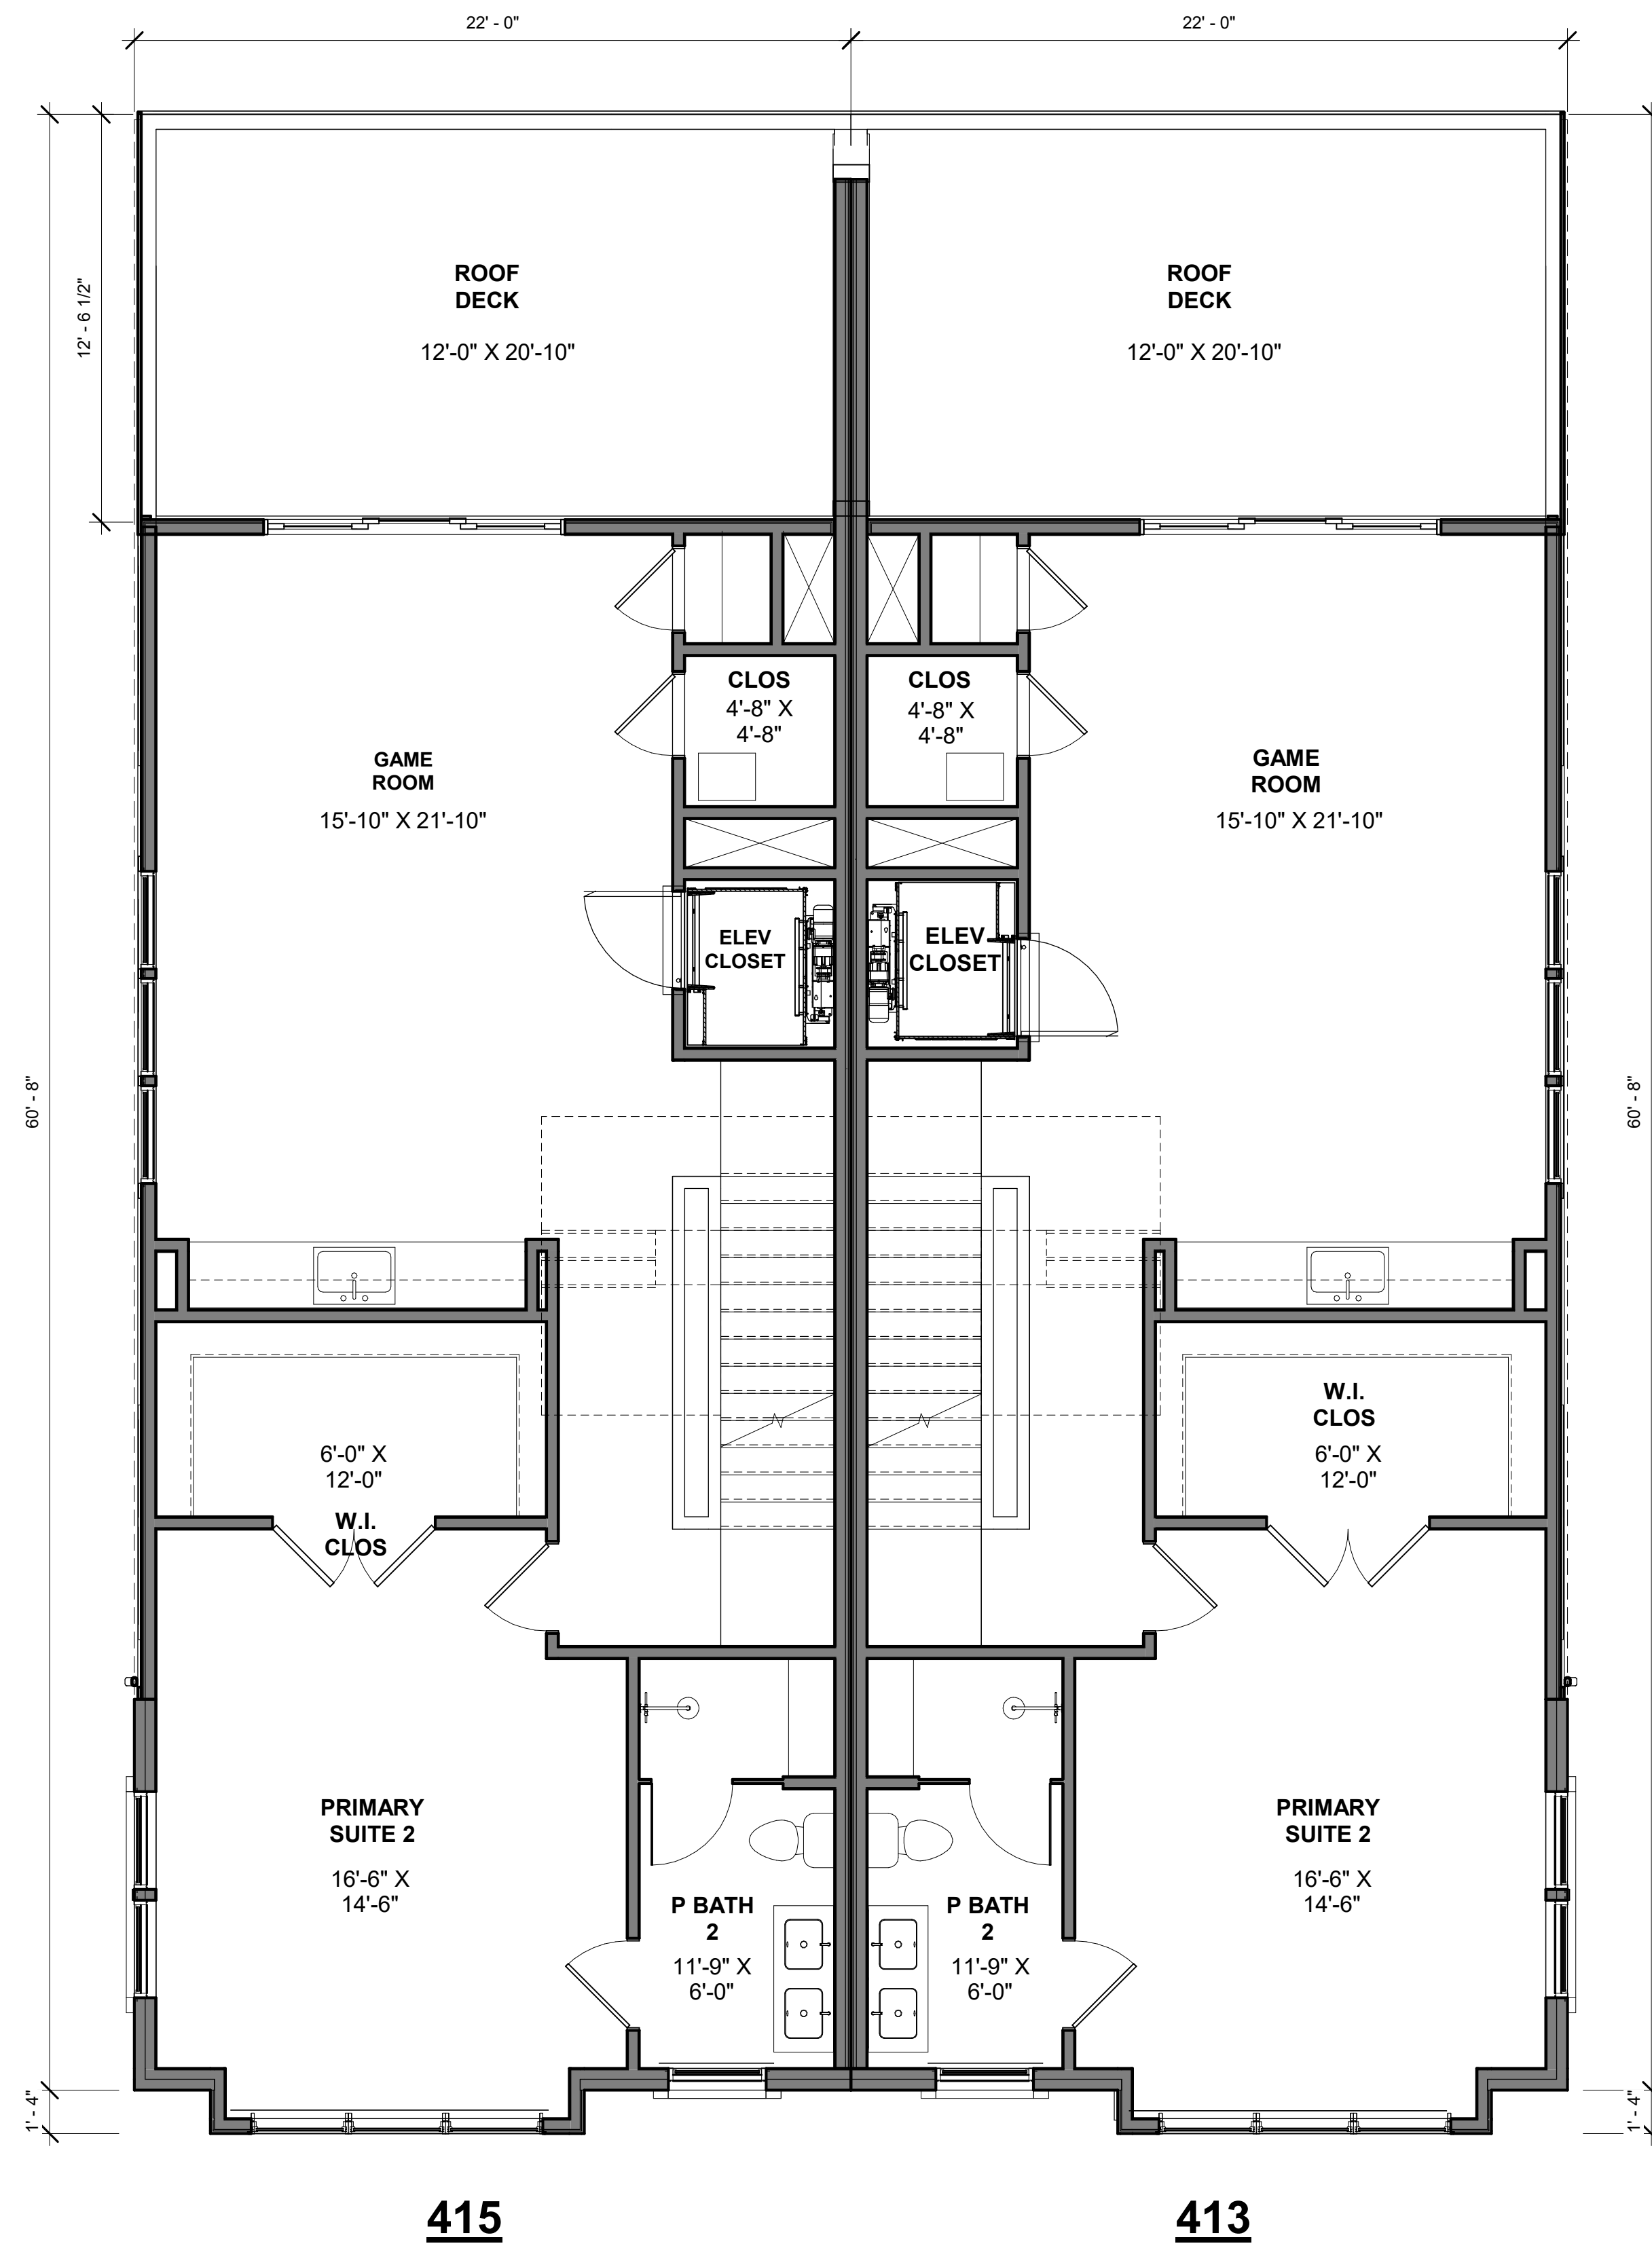 22' - 0"
22' - 0"
12' - 6 1/2"
60' - 8"
60' - 8"
ROOF
DECK
12'-0" X 20'-10"
ROOF
DECK
12'-0" X 20'-10"
CLOS
4'-8" X
4'-8"
CLOS
4'-8" X
4'-8"
GAME
ROOM
15'-10" X 21'-10"
GAME
ROOM
15'-10" X 21'-10"
ELEV
CLOSET
ELEV
CLOSET
6'-0" X
12'-0"
W.I.
CLOS
W.I.
CLOS
6'-0" X
12'-0"
PRIMARY
SUITE 2
16'-6" X
14'-6"
P BATH
2
11'-9" X
6'-0"
P BATH
2
11'-9" X
6'-0"
PRIMARY
SUITE 2
16'-6" X
14'-6"
1' - 4"
1' - 4"
415
413